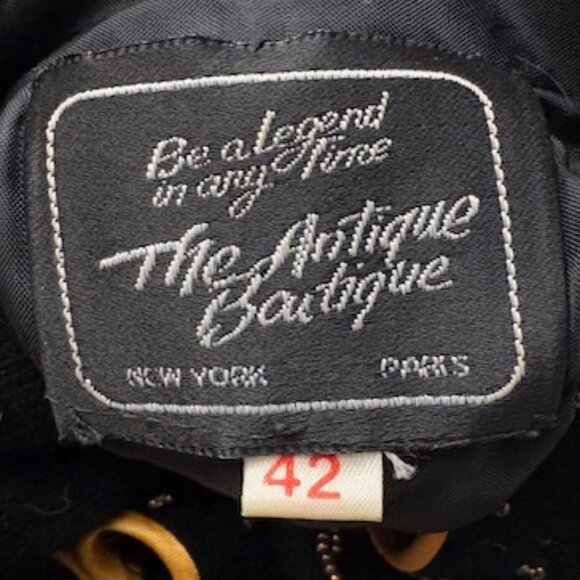 Be a Legend
in any Time
The Antique
Boutique
NEW YORK PARIS
42